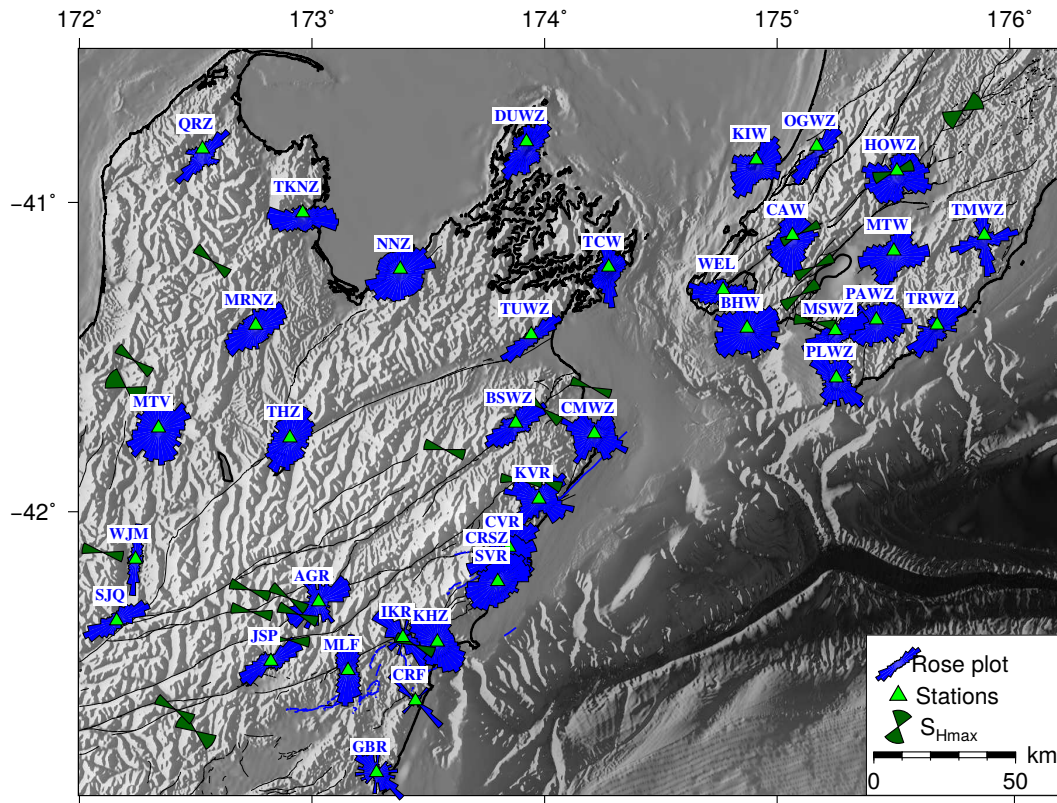 172° 173° 174° 175° 176°
QRZ
DUWZ
KIW
OGWZ
HOWZ
−41°
TKNZ
CAW
MTW
TMWZ
NNZ
TCW
WEL
MRNZ
TUWZ
BHW
MSWZ
PAWZ
TRWZ
PLWZ
MTV
THZ
BSWZ
CMWZ
KVR
−42°
WJM
CVR
CRSZ
SVR
SJQ
AGR
IKR
KHZ
JSP
MLF
CRF
GBR
Rose plot
Stations
SHmax
km
0 50